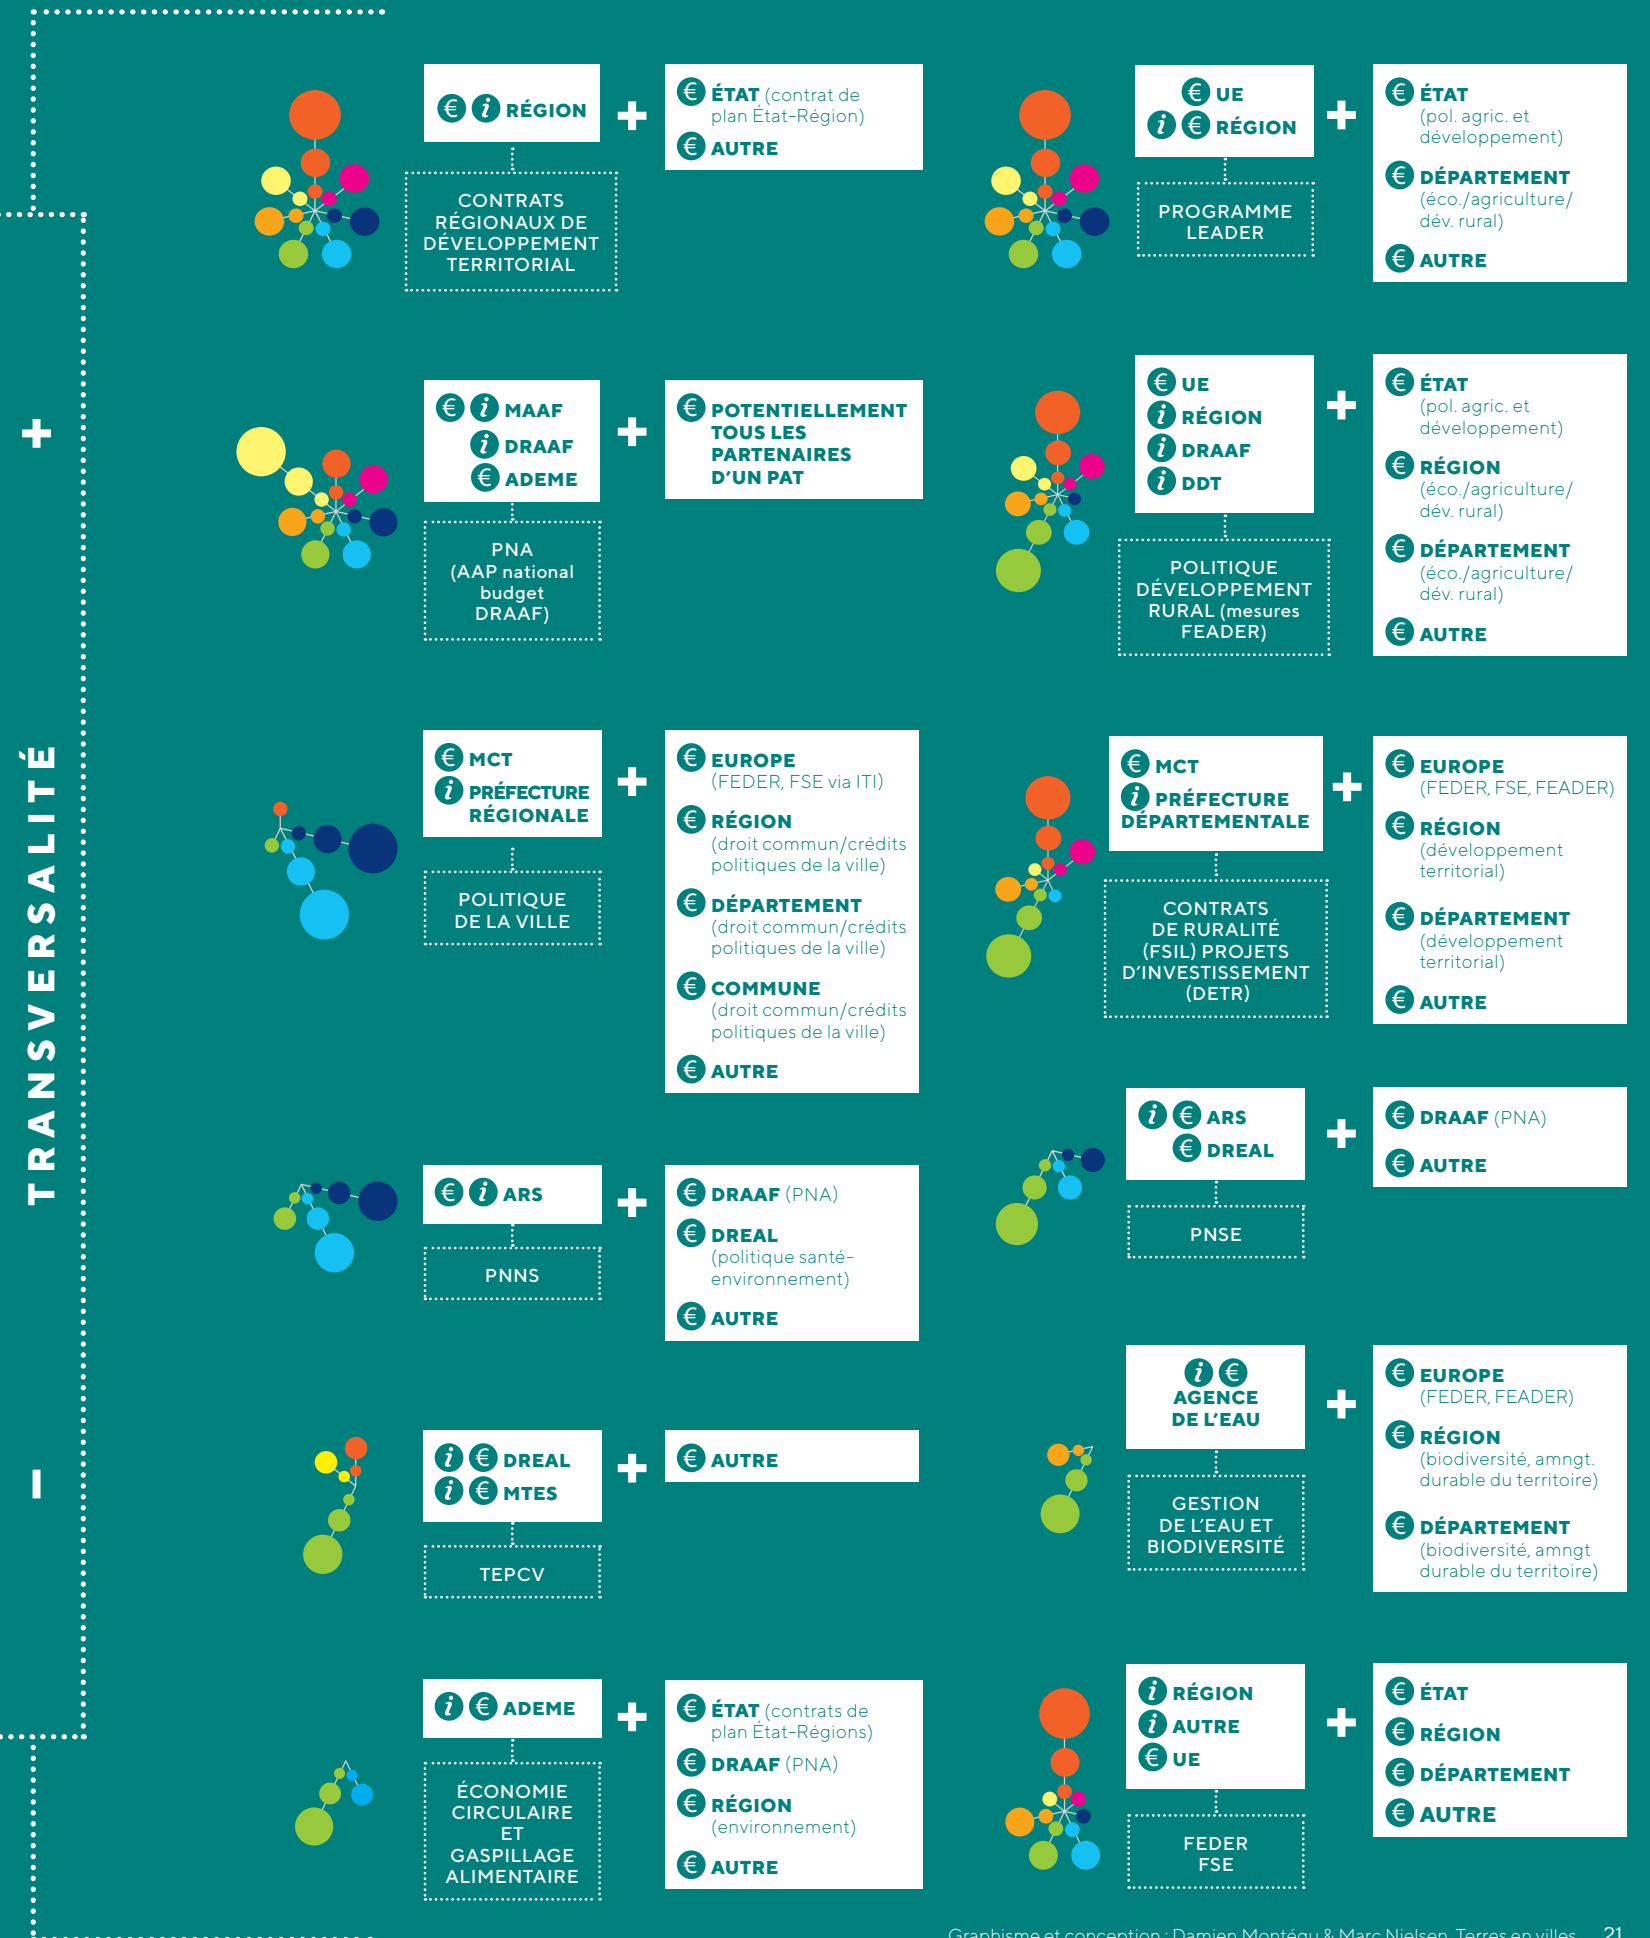 TRANSVERSALITÉ
+
–
€ i RÉGION
+
€ ÉTAT (contrat de
plan État-Région)
€ AUTRE
CONTRATS
RÉGIONAUX DE
DÉVELOPPEMENT
TERRITORIAL
€ UE
i € RÉGION
+
€ ÉTAT
(pol. agric. et
développement)
€ DÉPARTEMENT
(éco./agriculture/
dév. rural)
€ AUTRE
PROGRAMME
LEADER
€ i MAAF
i DRAAF
€ ADEME
+
€ POTENTIELLEMENT
TOUS LES
PARTENAIRES
D'UN PAT
PNA
(AAP national
budget
DRAAF)
€ UE
i RÉGION
i DRAAF
i DDT
+
€ ÉTAT
(pol. agric. et
développement)
€ RÉGION
(éco./agriculture/
dév. rural)
€ DÉPARTEMENT
(éco./agriculture/
dév. rural)
€ AUTRE
POLITIQUE
DÉVELOPPEMENT
RURAL (mesures
FEADER)
€ MCT
i PRÉFECTURE
RÉGIONALE
+
€ EUROPE
(FEDER, FSE via ITI)
€ RÉGION
(droit commun/crédits
politiques de la ville)
€ DÉPARTEMENT
(droit commun/crédits
politiques de la ville)
€ COMMUNE
(droit commun/crédits
politiques de la ville)
€ AUTRE
POLITIQUE
DE LA VILLE
€ MCT
i PRÉFECTURE
DÉPARTEMENTALE
+
€ EUROPE
(FEDER, FSE, FEADER)
€ RÉGION
(développement
territorial)
€ DÉPARTEMENT
(développement
territorial)
€ AUTRE
CONTRATS
DE RURALITÉ
(FSIL) PROJETS
D'INVESTISSEMENT
(DETR)
€ i ARS
+
€ DRAAF (PNA)
€ DREAL
(politique santé-
environnement)
€ AUTRE
PNNS
i € ARS
€ DREAL
+
€ DRAAF (PNA)
€ AUTRE
PNSE
i € DREAL
i € MTES
+
€ AUTRE
TEPCV
i €
AGENCE
DE L'EAU
+
€ EUROPE
(FEDER, FEADER)
€ RÉGION
(biodiversité, amngt.
durable du territoire)
€ DÉPARTEMENT
(biodiversité, amngt
durable du territoire)
GESTION
DE L'EAU ET
BIODIVERSITÉ
i € ADEME
+
€ ÉTAT (contrats de
plan État-Régions)
€ DRAAF (PNA)
€ RÉGION
(environnement)
€ AUTRE
ÉCONOMIE
CIRCULAIRE
ET
GASPILLAGE
ALIMENTAIRE
i RÉGION
i AUTRE
€ UE
+
€ ÉTAT
€ RÉGION
€ DÉPARTEMENT
€ AUTRE
FEDER
FSE
Graphisme et conception : Damien Montégu & Marc Nielsen, Terres en villes 21